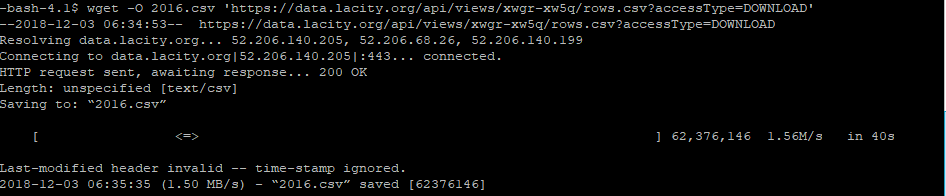 -bash-4.1$ wget -O 2016.csv 'https://data.lacity.org/api/views/xwgr-xw5q/rows.csv?accessType=DOWNLOAD'
--2018-12-03 06:34:53--  https://data.lacity.org/api/views/xwgr-xw5q/rows.csv?accessType=DOWNLOAD
Resolving data.lacity.org... 52.206.140.205, 52.206.68.26, 52.206.140.199
Connecting to data.lacity.org|52.206.140.205|:443... connected.
HTTP request sent, awaiting response... 200 OK
Length: unspecified [text/csv]
Saving to: “2016.csv”
[ <=> ] 62,376,146  1.56M/s   in 40s
Last-modified header invalid -- time-stamp ignored.
2018-12-03 06:35:35 (1.50 MB/s) - “2016.csv” saved [62376146]